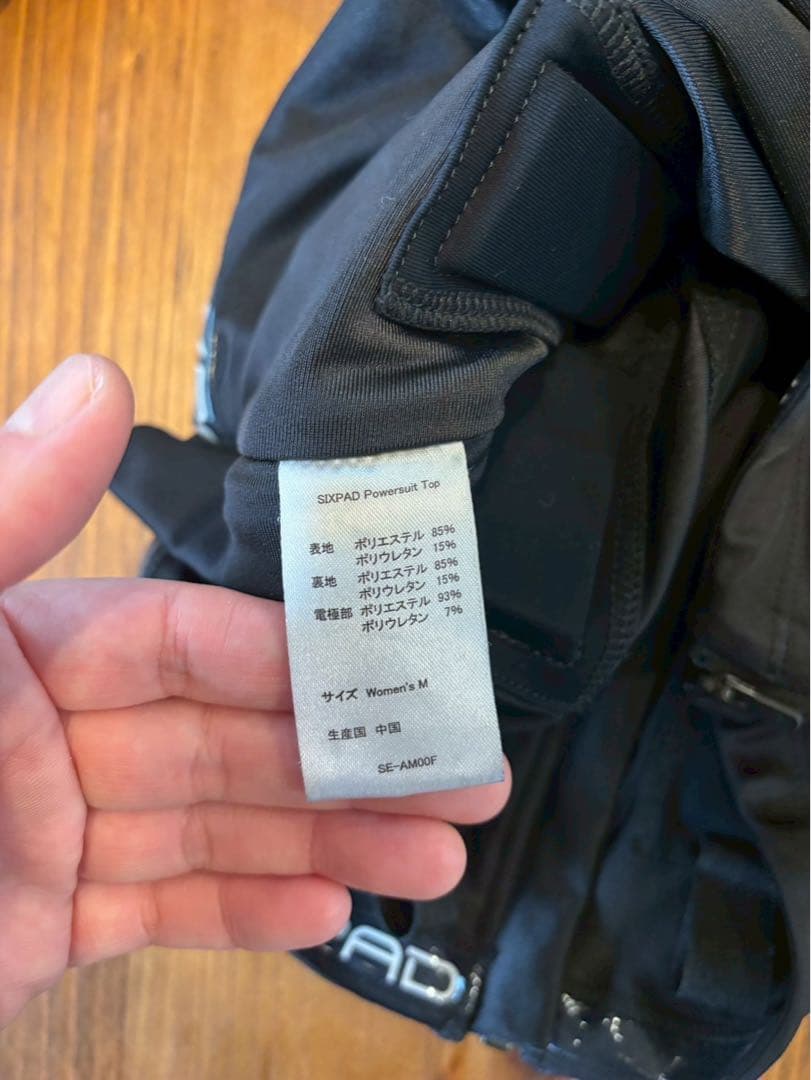 SIXPAD Powersuit Top
表地 ポリエステル 85%
ポリウレタン 15%
裏地 ポリエステル 85%
ポリウレタン 15%
電極部 ポリエステル 93%
ポリウレタン 7%
サイズ Women's M
生産国 中国
SE-AM00F
PAD